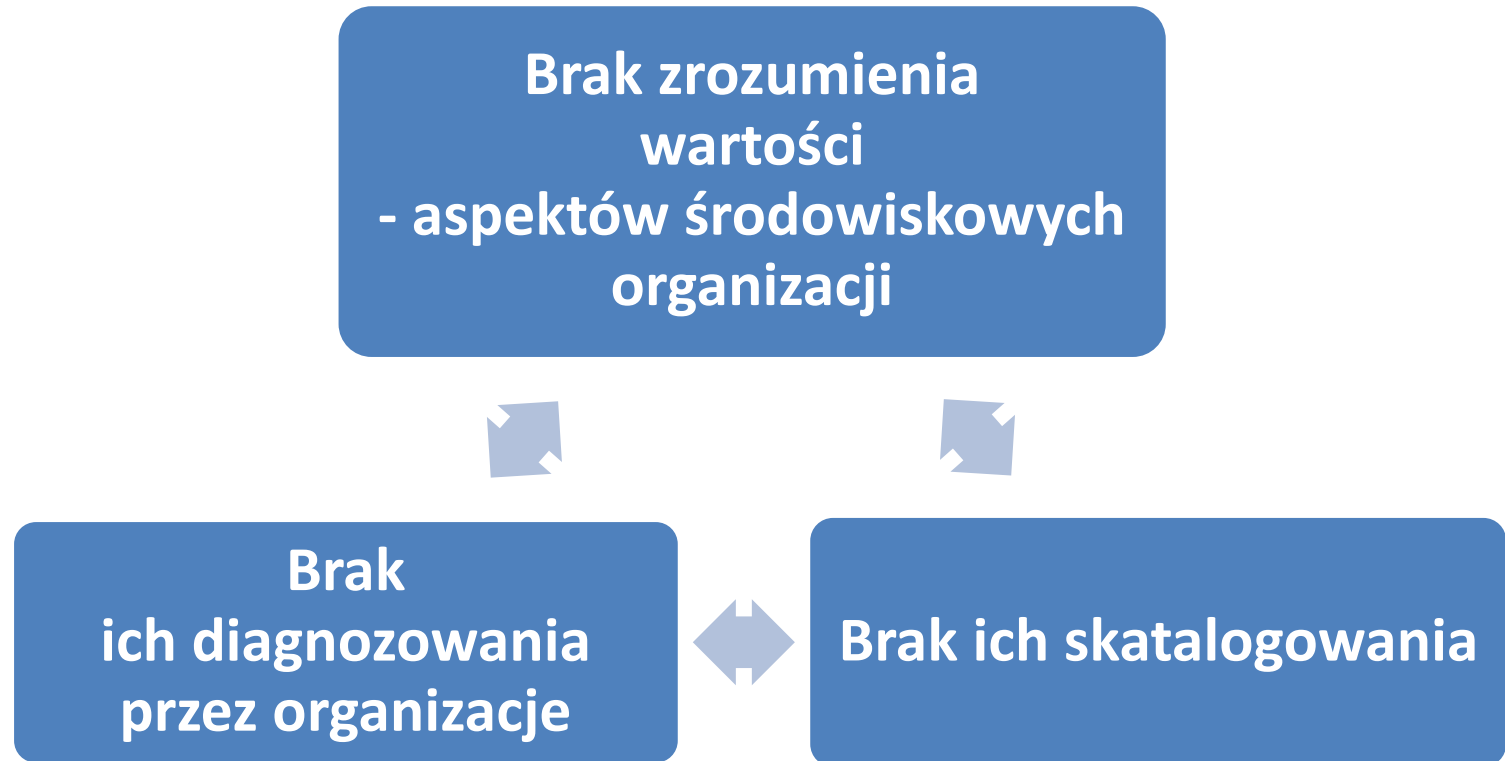 Brak zrozumienia
wartości
- aspektów środowiskowych
organizacji
Brak
ich diagnozowania
przez organizacje
Brak ich skatalogowania